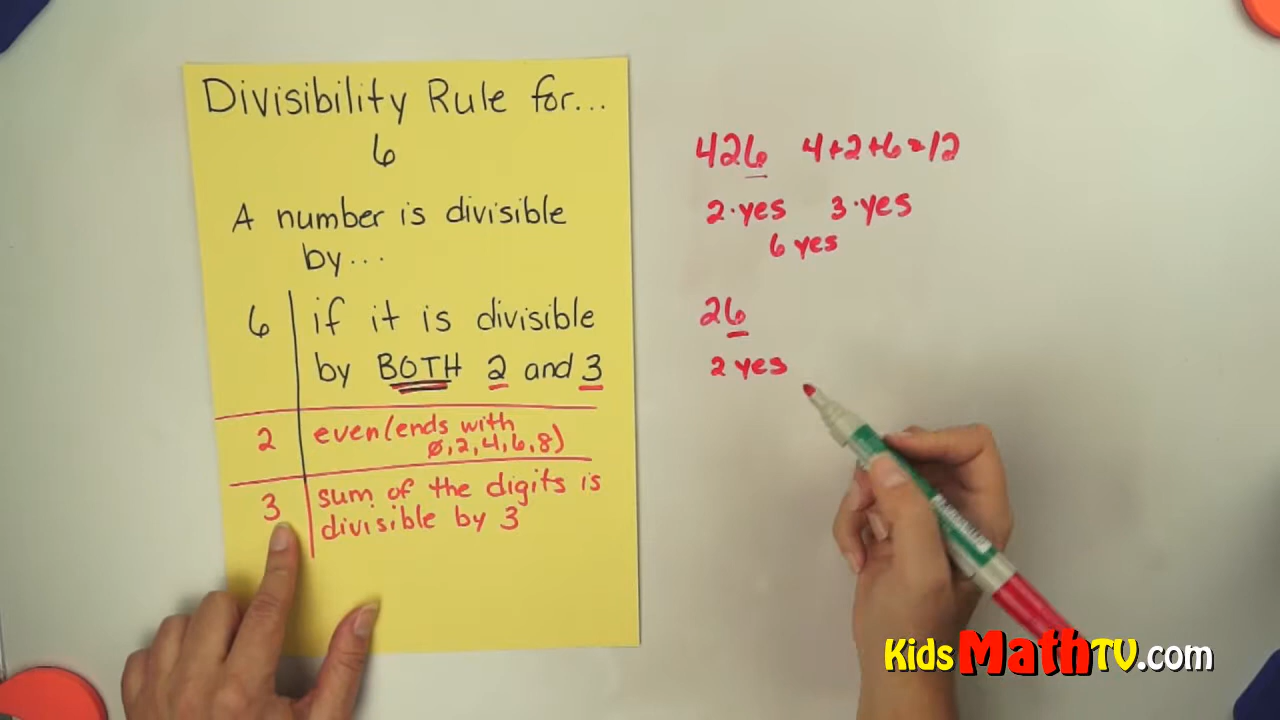 Divisibility Rule for...
6
A number is divisible
by...
6 if it is divisible
by BOTH 2 and 3
2 even (ends with
0,2,4,6,8)
3 sum of the digits is
divisible by 3
426 4+2+6=12
2·yes 3·yes
6 yes
26
2 yes
KidsMathTV.com